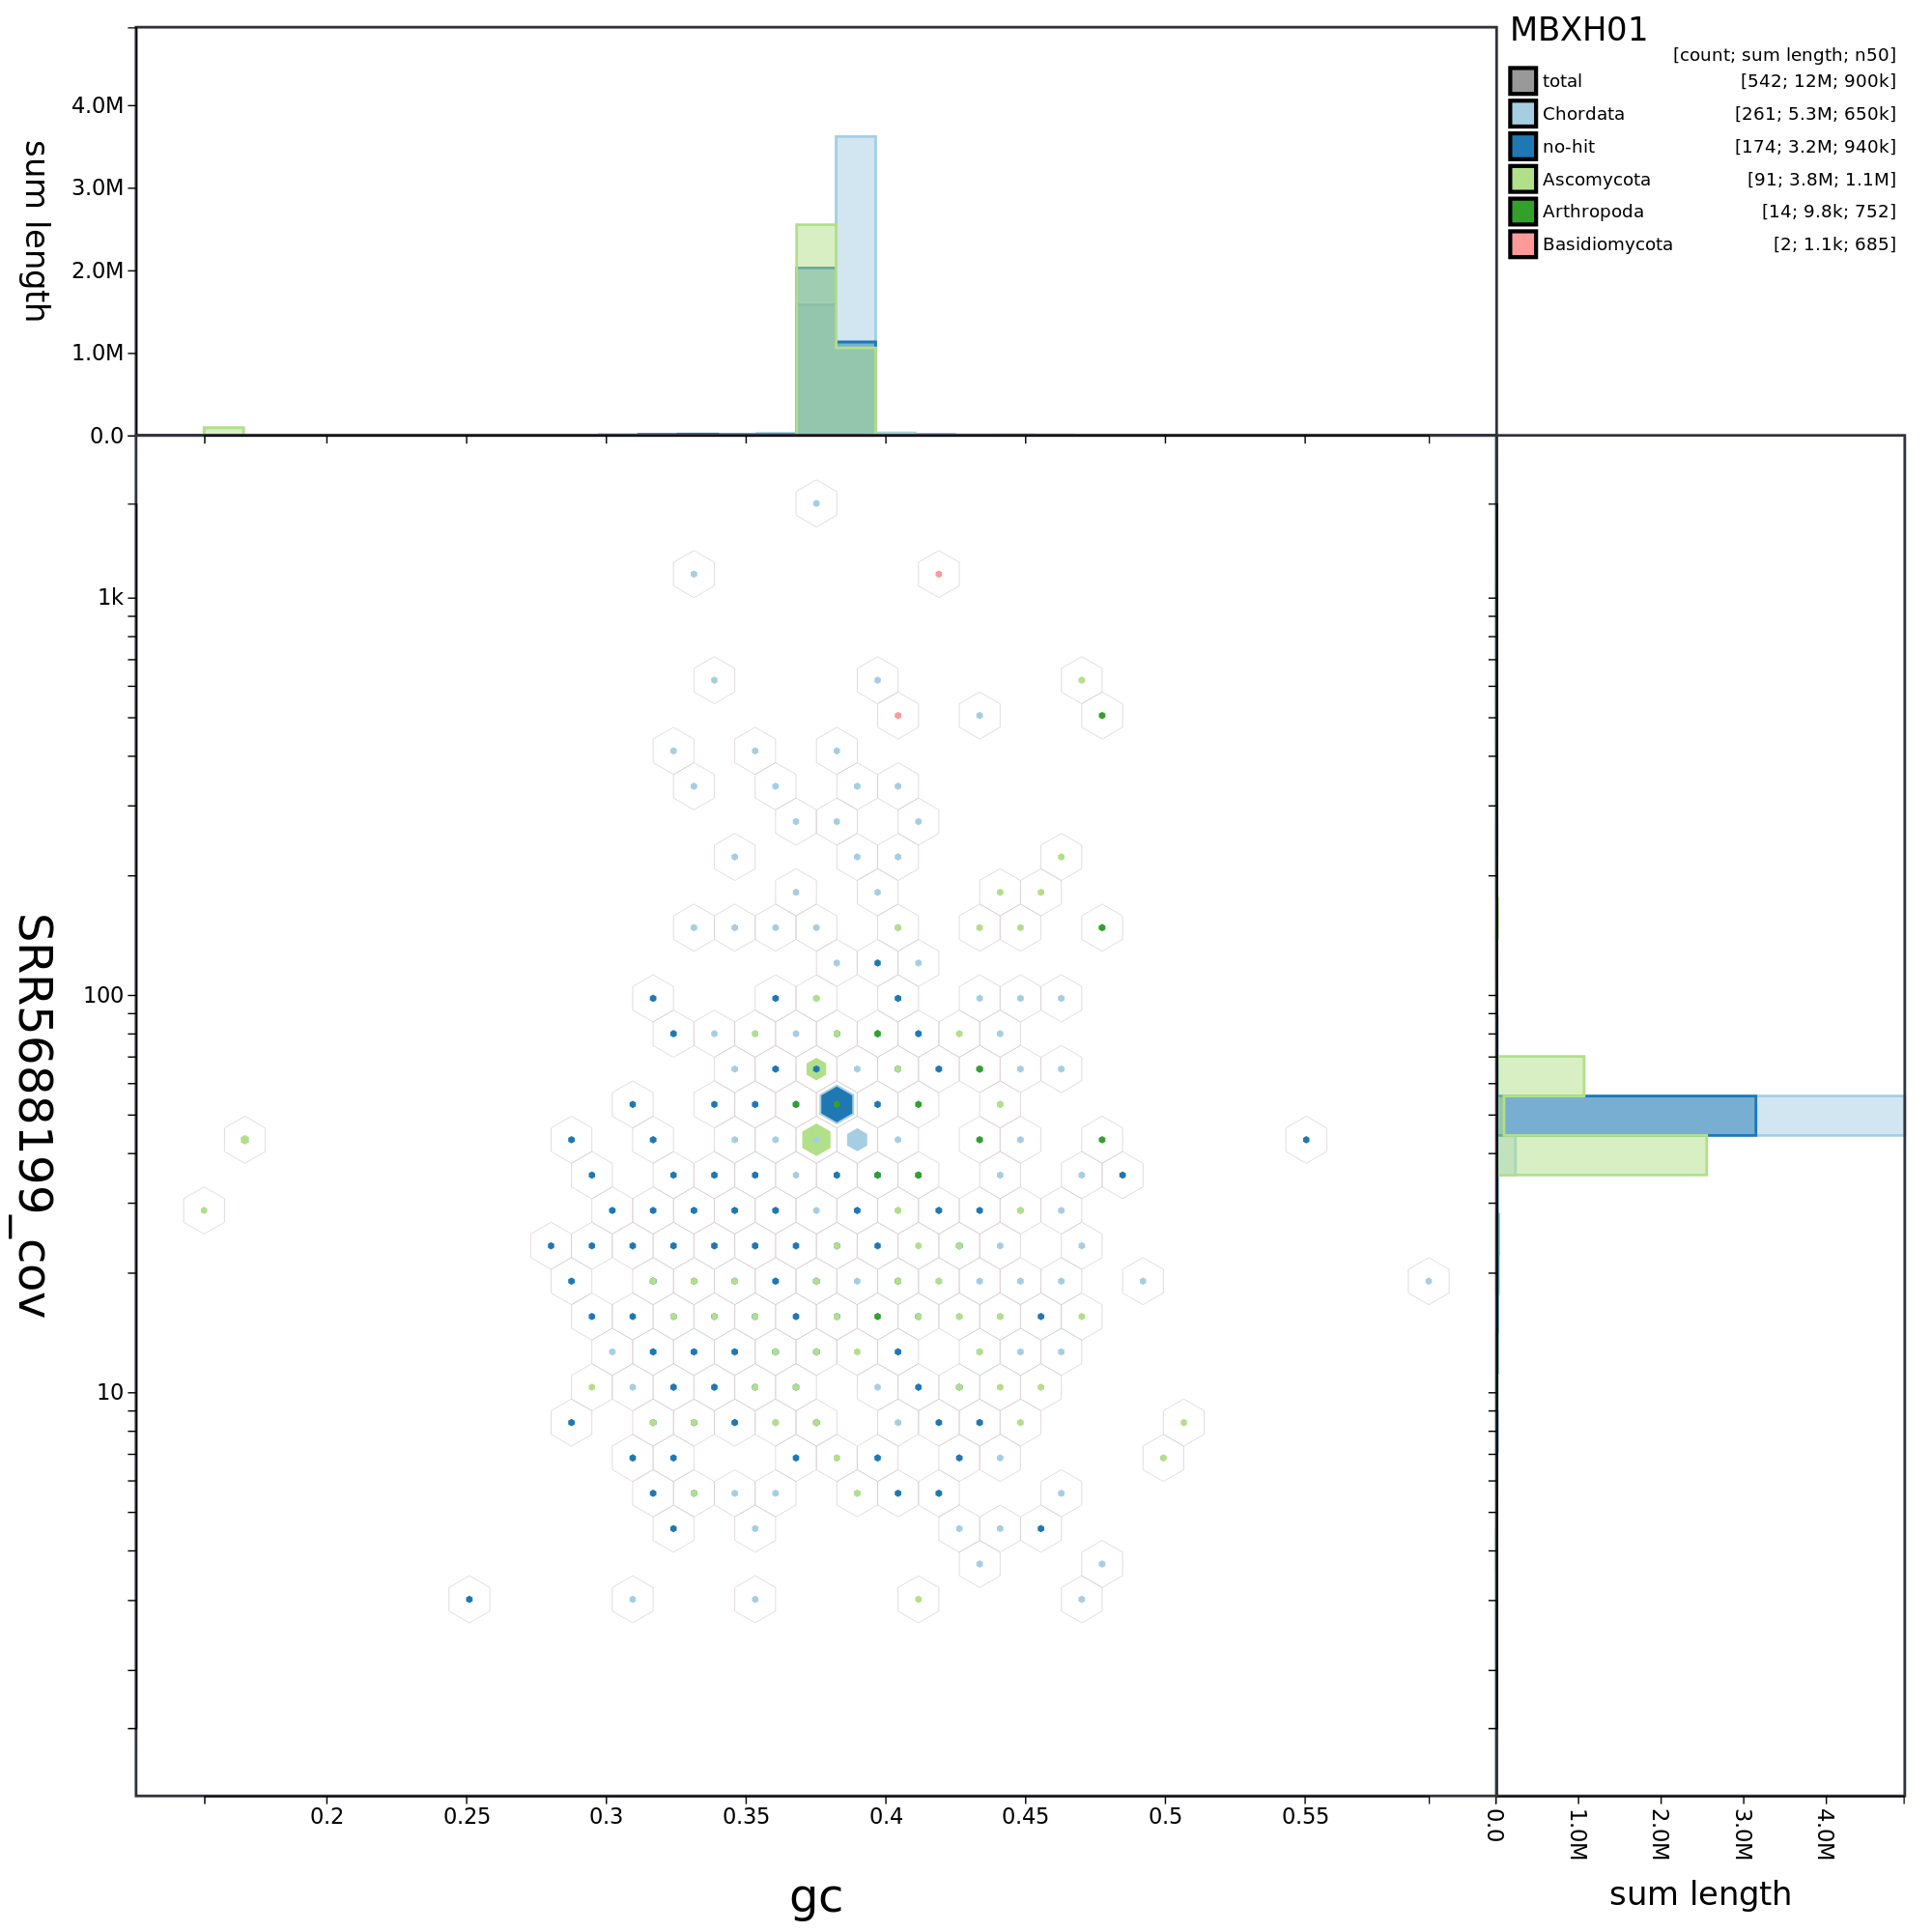 MBXH01
[count; sum length; n50]
total [542; 12M; 900k]
Chordata [261; 5.3M; 650k]
no-hit [174; 3.2M; 940k]
Ascomycota [91; 3.8M; 1.1M]
Arthropoda [14; 9.8k; 752]
Basidiomycota [2; 1.1k; 685]
sum length
4.0M
3.0M
2.0M
1.0M
0.0
SRR5688199_cov
1k
100
10
0.2 0.25 0.3 0.35 0.4 0.45 0.5 0.55
gc
0.0 1.0M 2.0M 3.0M 4.0M
sum length